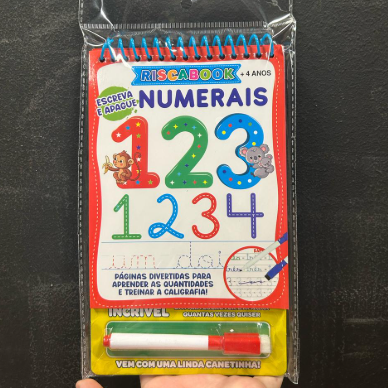 RISCABOOK
+ 4 ANOS
ESCREVA
E APAGUE
NUMERAIS
123
1234
um dois
PÁGINAS DIVERTIDAS PARA
APRENDER AS QUANTIDADES
E TREINAR A CALIGRAFIA!
INCRÍVEL
QUANTAS VEZES QUISER
VEM COM UMA LINDA CANETINHA!